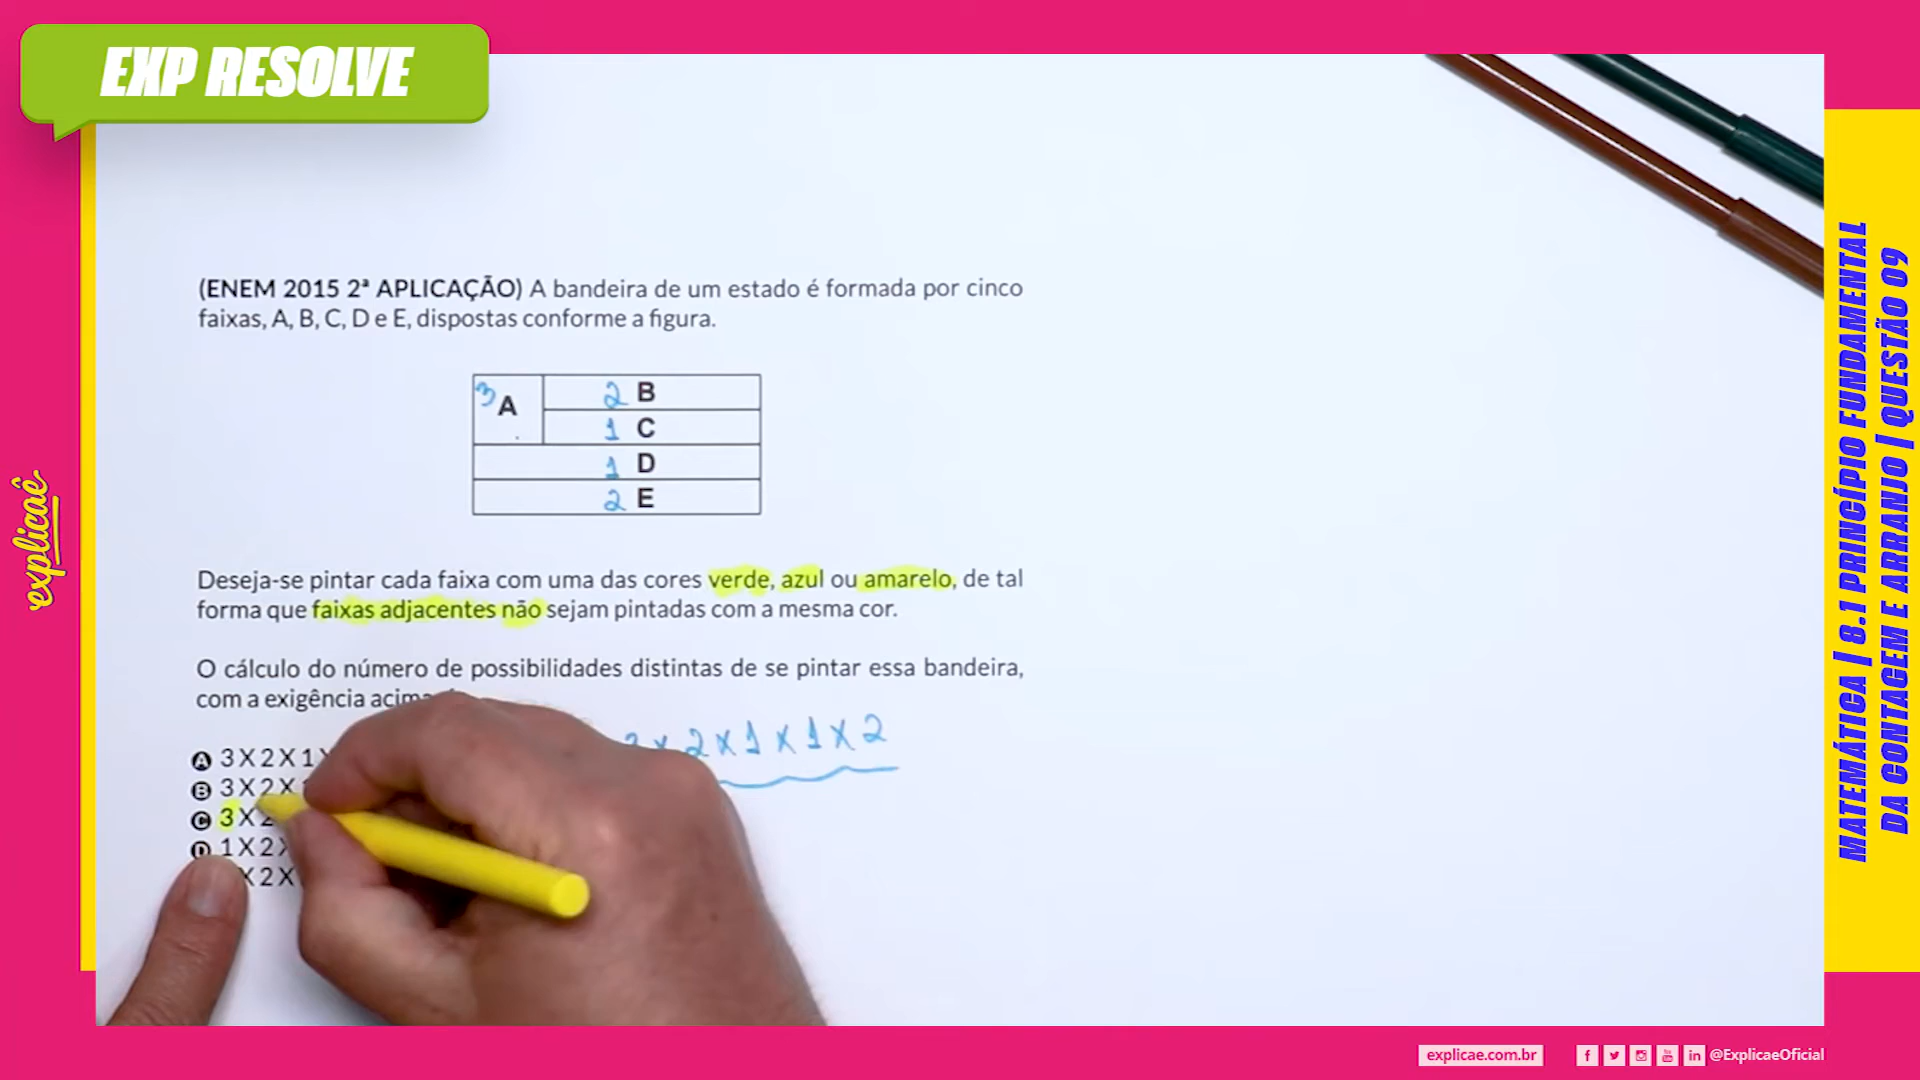 EXP RESOLVE
(ENEM 2015 2ª APLICAÇÃO) A bandeira de um estado é formada por cinco
faixas, A, B, C, D e E, dispostas conforme a figura.
3 A
2 B
1 C
1 D
2 E
Deseja-se pintar cada faixa com uma das cores verde, azul ou amarelo, de tal
forma que faixas adjacentes não sejam pintadas com a mesma cor.
O cálculo do número de possibilidades distintas de se pintar essa bandeira,
com a exigência
x 2 x 1 x 1 x 2
A 3 X 2 X 1
B 3 X 2 X
C 3 X 2
D 1 X 2
X 2 X
explicaê
MATEMÁTICA | 8.1 PRINCÍPIO FUNDAMENTAL
DA CONTAGEM E ARRANJO | QUESTÃO 09
explicae.com.br
@ExplicaeOficial